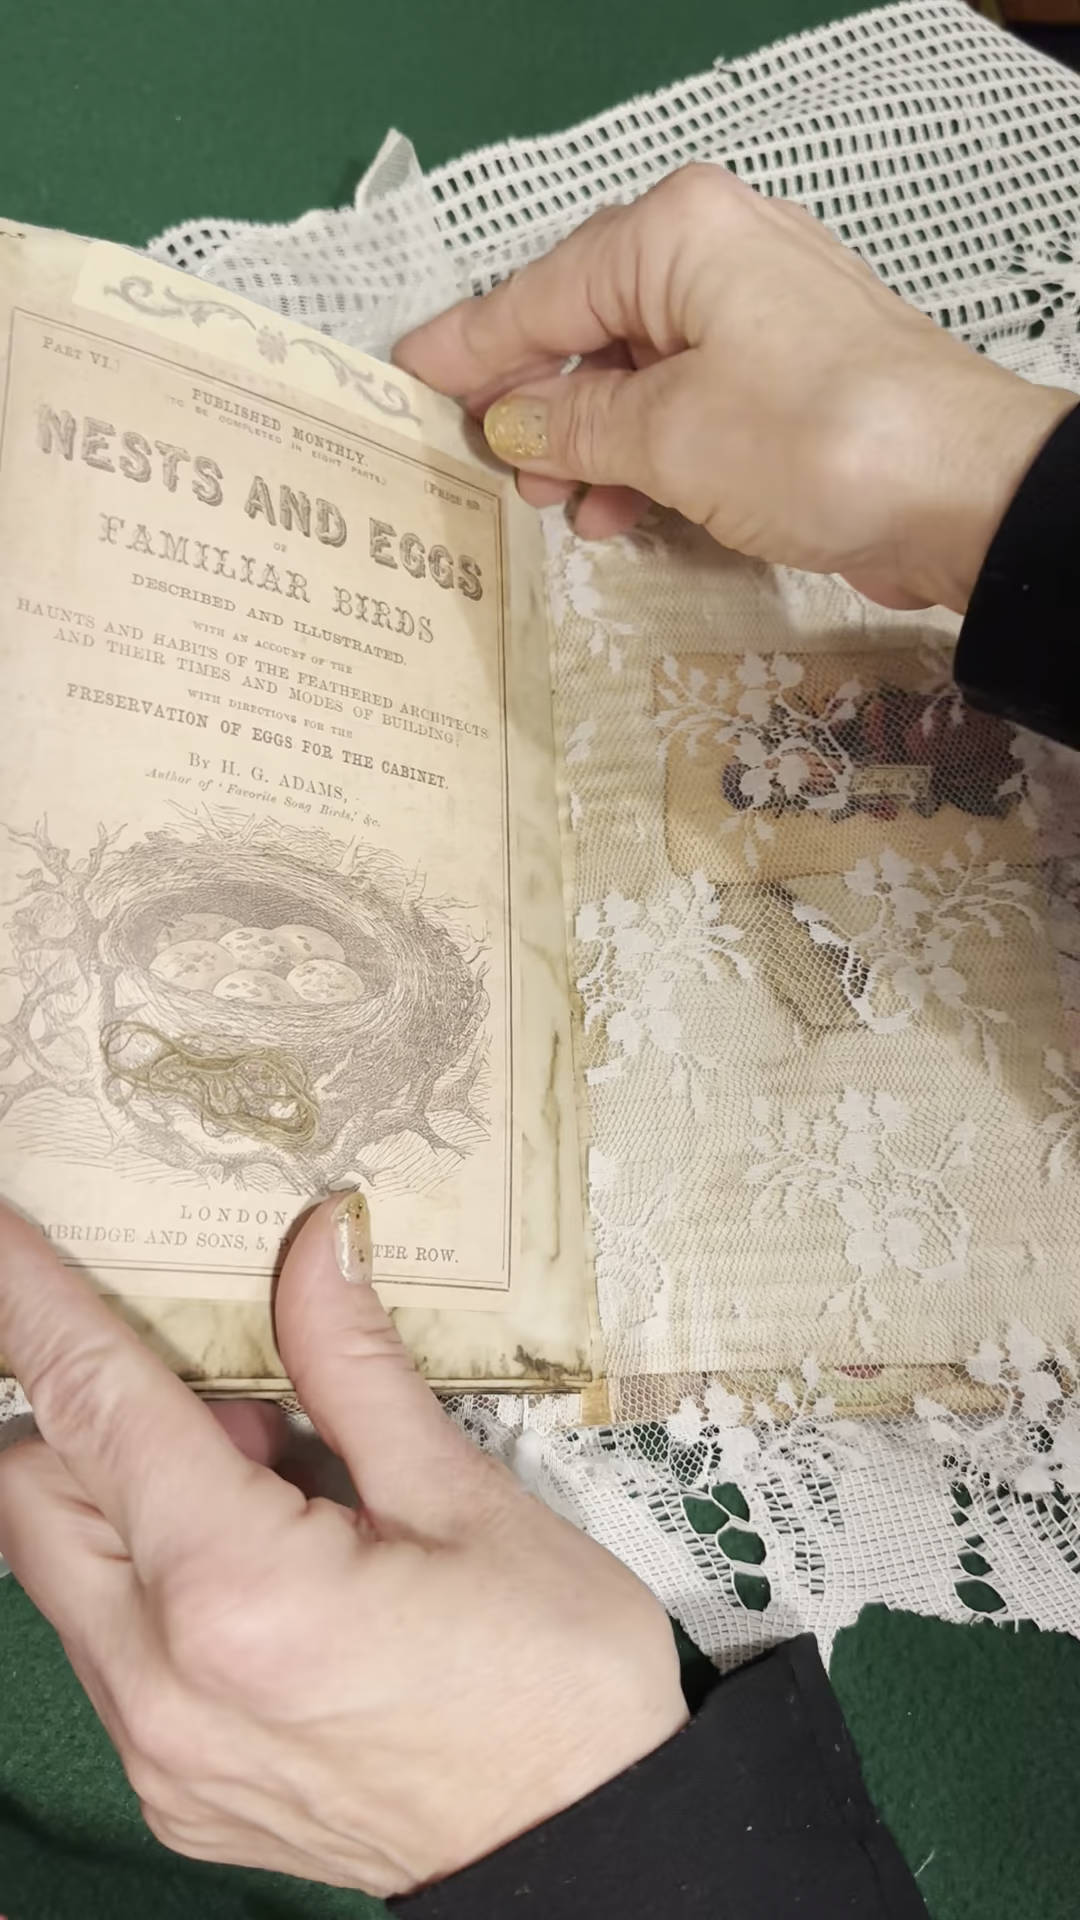 PART VI.]
PUBLISHED MONTHLY.
(TO BE COMPLETED IN EIGHT PARTS.)
[PRICE 6D
NESTS AND EGGS
OF
FAMILIAR BIRDS
DESCRIBED AND ILLUSTRATED.
WITH AN ACCOUNT OF THE
HAUNTS AND HABITS OF THE FEATHERED ARCHITECTS
AND THEIR TIMES AND MODES OF BUILDING;
WITH DIRECTIONS FOR THE
PRESERVATION OF EGGS FOR THE CABINET.
By H. G. ADAMS,
Author of 'Favorite Song Birds,' &c.
LONDON
MBRIDGE AND SONS, 5, P TER ROW.